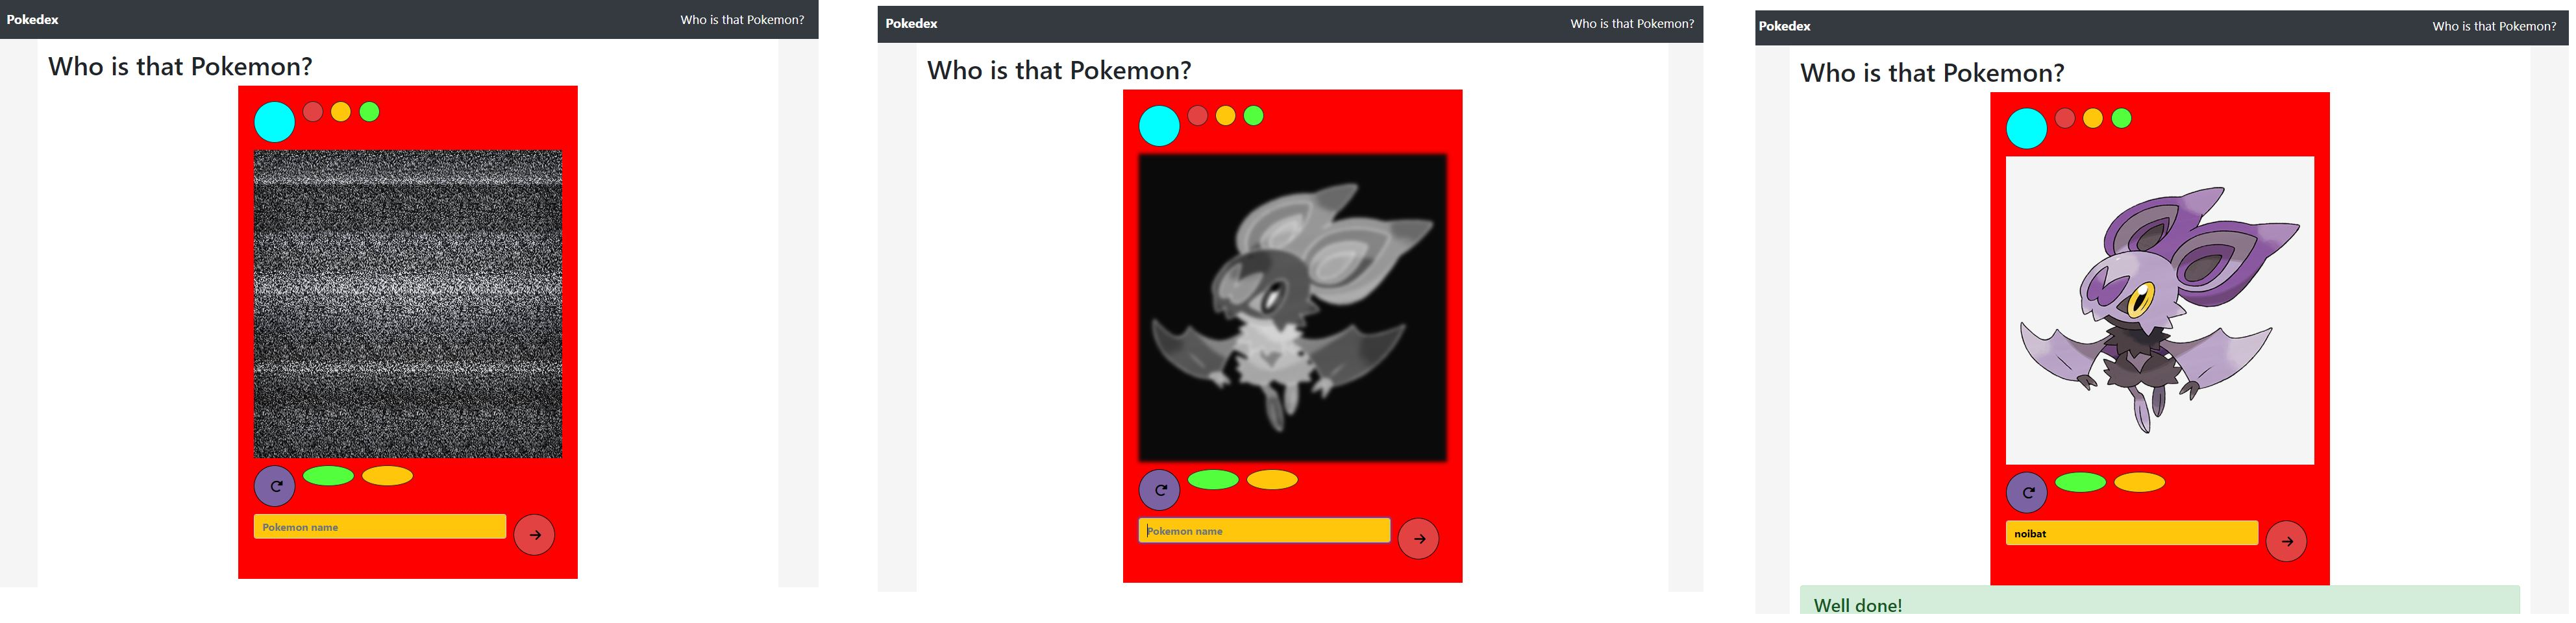 Pokedex
Who is that Pokemon?
Who is that Pokemon?
Pokemon name
Pokedex
Who is that Pokemon?
Who is that Pokemon?
Pokemon name
Pokedex
Who is that Pokemon?
Who is that Pokemon?
noibat
Well done!